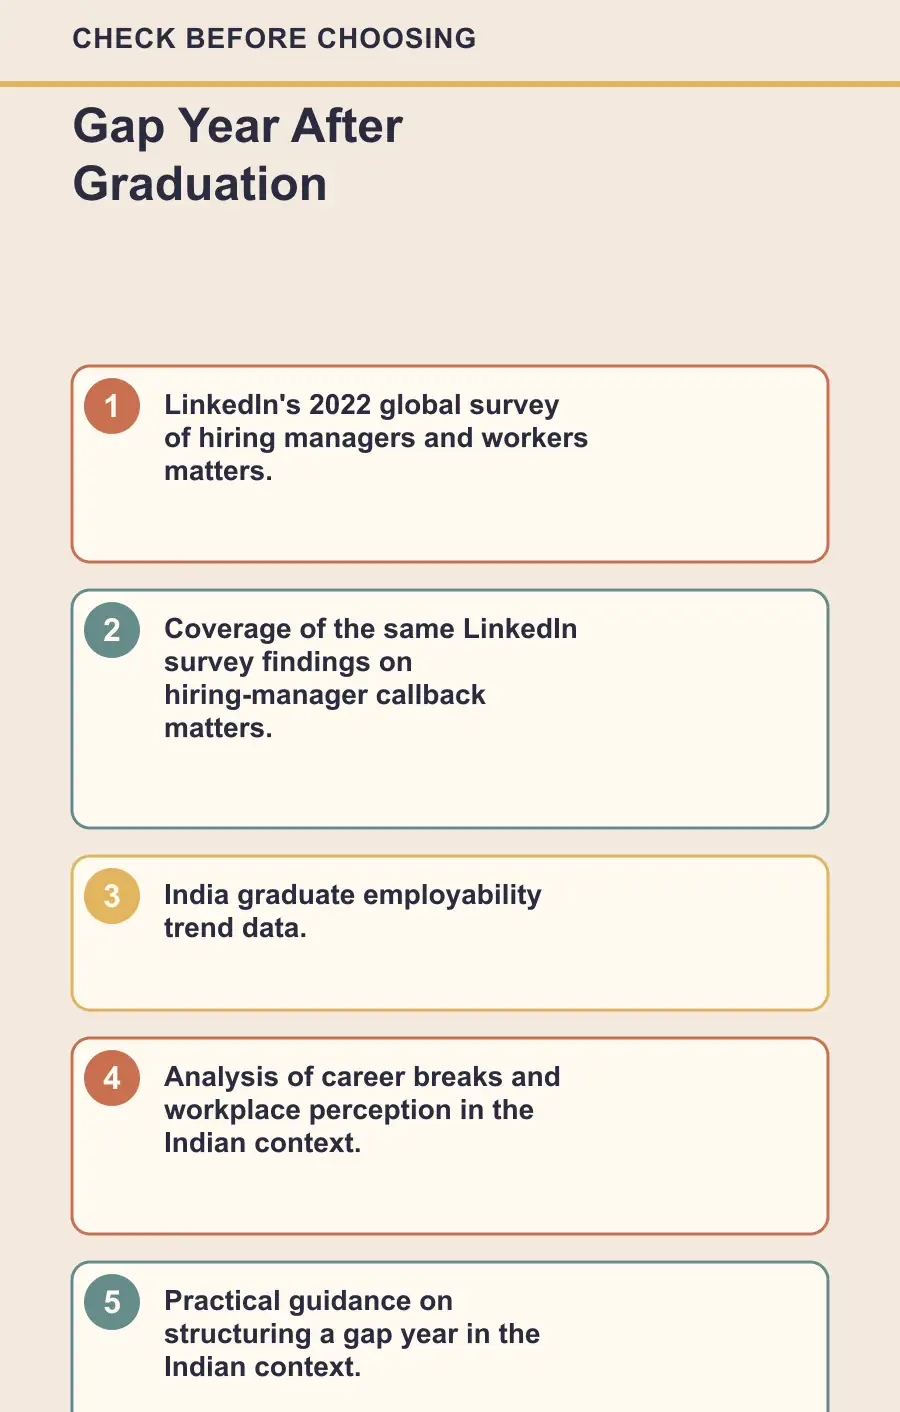 CHECK BEFORE CHOOSING
Gap Year After
Graduation
1
LinkedIn's 2022 global survey
of hiring managers and workers
matters.
2
Coverage of the same LinkedIn
survey findings on
hiring-manager callback
matters.
3
India graduate employability
trend data.
4
Analysis of career breaks and
workplace perception in the
Indian context.
5
Practical guidance on
structuring a gap year in the
Indian context.